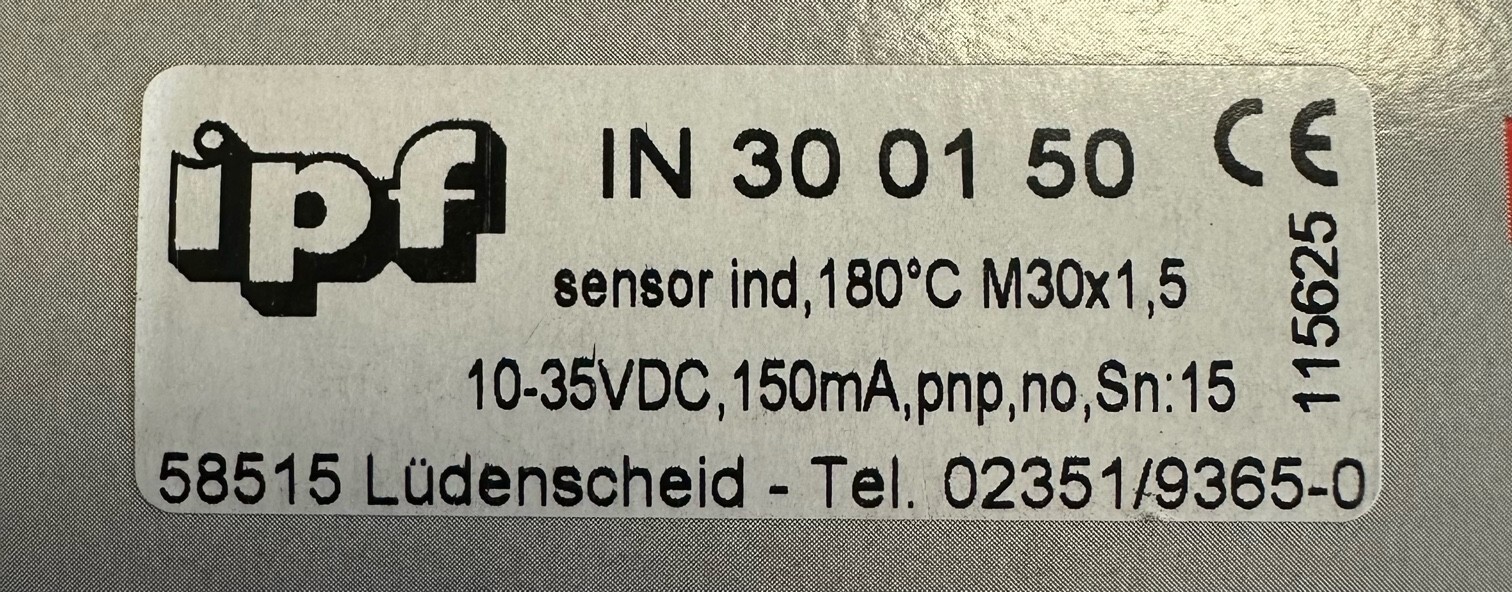 ipf
IN 30 01 50
CE
sensor ind,180°C M30x1,5
10-35VDC,150mA,pnp,no,Sn:15
115625
58515 Lüdenscheid - Tel. 02351/9365-0